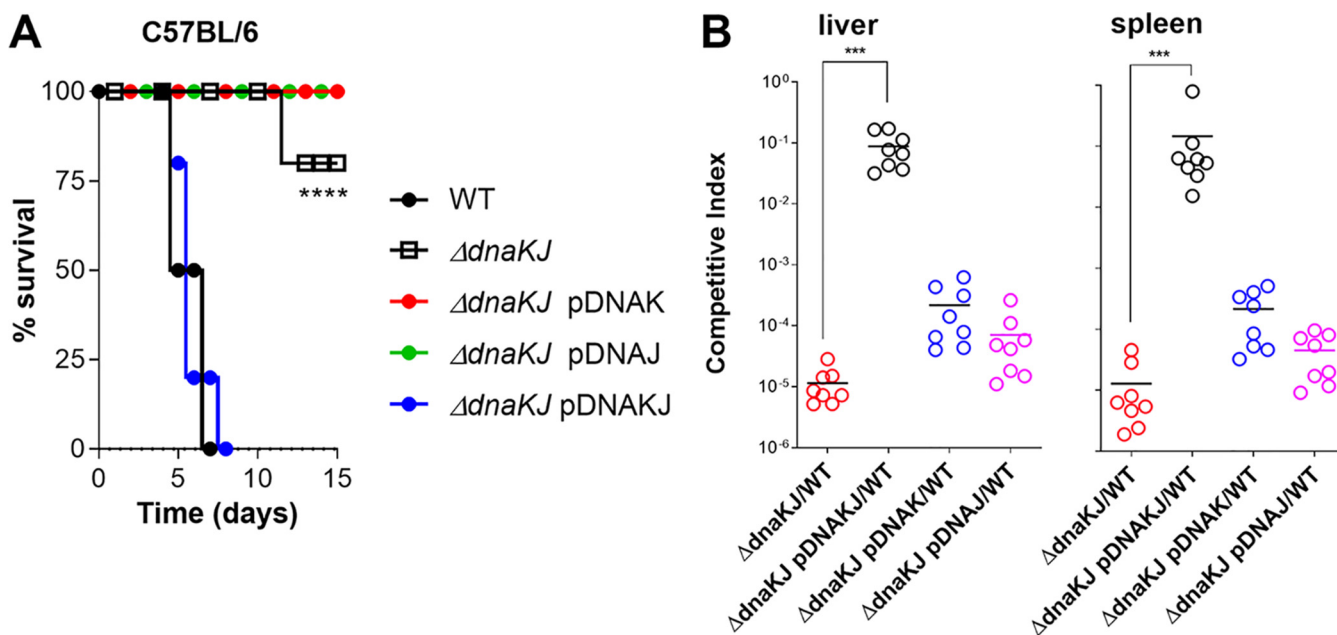 A
C57BL/6
% survival
100
75
50
25
0
0 5 10 15
Time (days)
****
WT
ΔdnaKJ
ΔdnaKJ pDNAK
ΔdnaKJ pDNAJ
ΔdnaKJ pDNAKJ
B
liver
spleen
***
***
Competitive Index
10⁰
10⁻¹
10⁻²
10⁻³
10⁻⁴
10⁻⁵
10⁻⁶
ΔdnaKJ/WT
ΔdnaKJ pDNAKJ/WT
ΔdnaKJ pDNAK/WT
ΔdnaKJ pDNAJ/WT
ΔdnaKJ/WT
ΔdnaKJ pDNAKJ/WT
ΔdnaKJ pDNAK/WT
ΔdnaKJ pDNAJ/WT